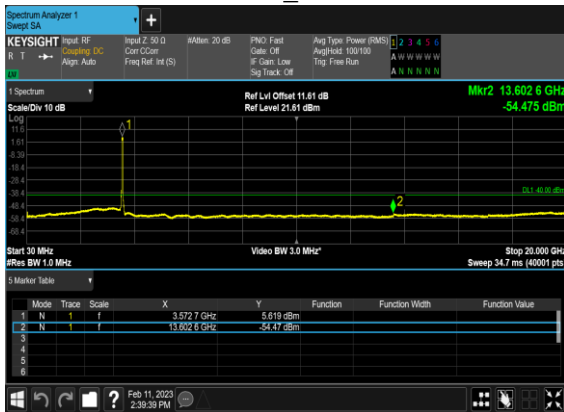 Spectrum Analyzer 1
Swept SA
+
KEYSIGHT Input: RF Input Z: 50 Ω #Atten: 20 dB PNO: Fast Avg Type: Power (RMS) 1 2 3 4 5 6
R T Coupling: DC Corr CCorr Gate: Off Avg|Hold: 100/100 A W W W W W
Align: Auto Freq Ref: Int (S) IF Gain: Low Trig: Free Run
LW Sig Track: Off A N N N N N
1 Spectrum Ref Lvl Offset 11.61 dB Mkr2 13.602 6 GHz
Scale/Div 10 dB Ref Level 21.61 dBm -54.475 dBm
Log
11.6
1
1.61
-8.39
-18.4
-28.4
-38.4 DL1 -40.00 dBm
2
-48.4
-58.4
-68.4
Start 30 MHz Video BW 3.0 MHz* Stop 20.000 GHz
#Res BW 1.0 MHz Sweep 34.7 ms (40001 pts)
5 Marker Table
Mode Trace Scale X Y Function Function Width Function Value
1 N 1 f 3.572 7 GHz 5.619 dBm
2 N 1 f 13.602 6 GHz -54.47 dBm
3
4
5
6
? Feb 11, 2023
2:39:39 PM